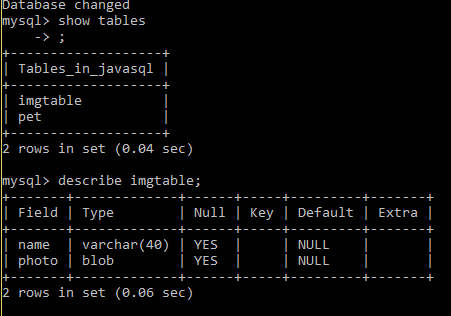 Database changed
mysql> show tables
    -> ;
+-------------------+
| Tables_in_javasql |
+-------------------+
| imgtable          |
| pet               |
+-------------------+
2 rows in set (0.04 sec)

mysql> describe imgtable;
+-------+-------------+------+-----+---------+-------+
| Field | Type        | Null | Key | Default | Extra |
+-------+-------------+------+-----+---------+-------+
| name  | varchar(40) | YES  |     | NULL    |       |
| photo | blob        | YES  |     | NULL    |       |
+-------+-------------+------+-----+---------+-------+
2 rows in set (0.06 sec)